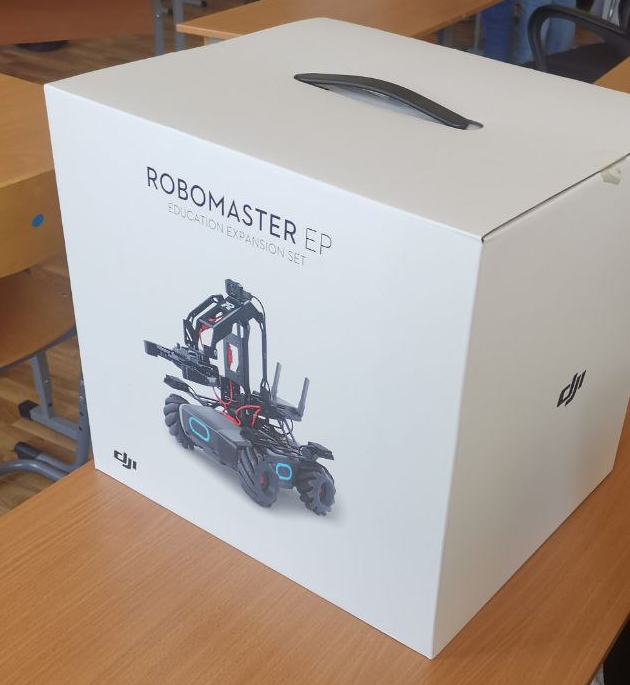 ROBOMASTER EP
EDUCATION EXPANSION SET
dji
dji